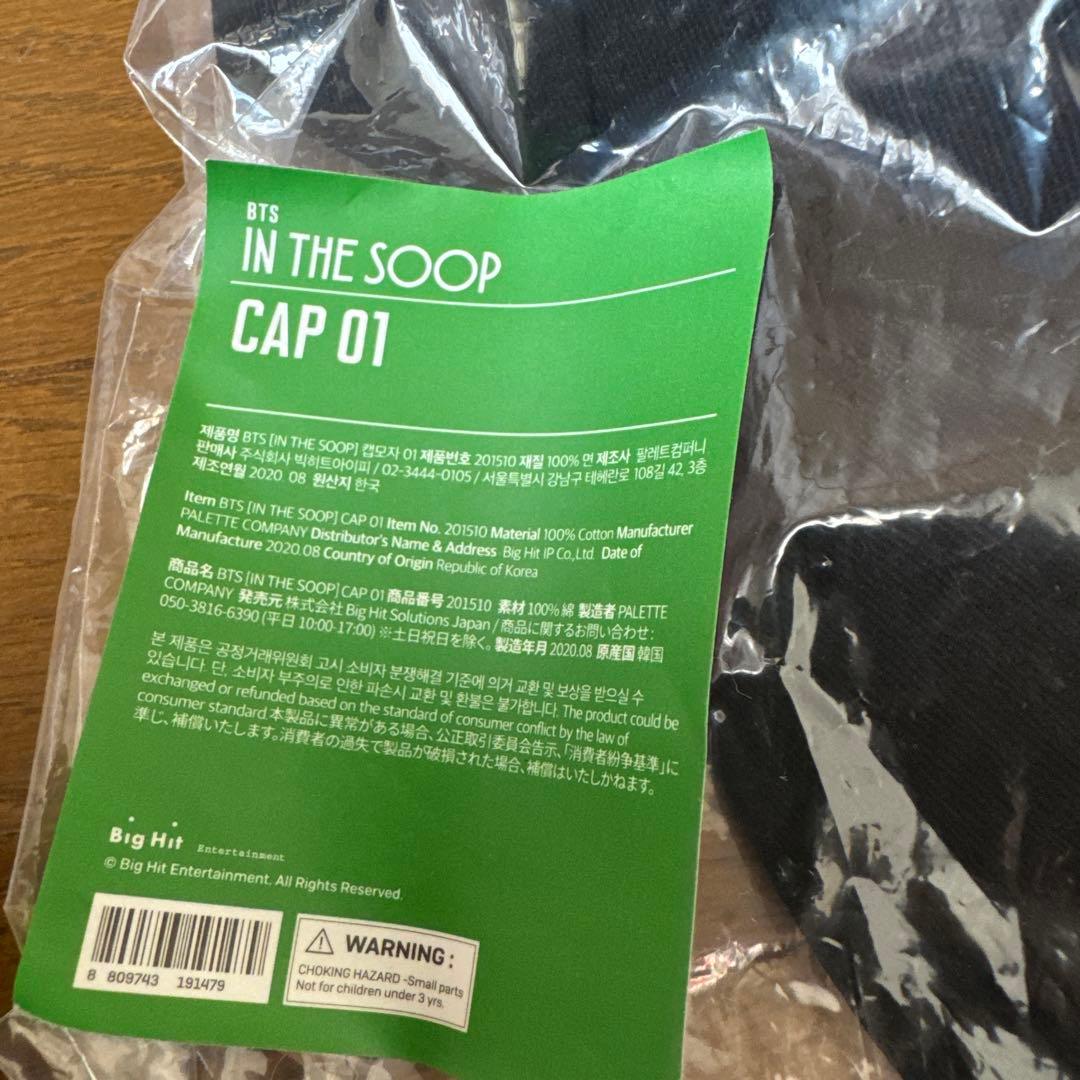 BTS
IN THE SOOP
CAP 01
제품명 BTS [IN THE SOOP] 캡모자 01 제품번호 201510 재질 100% 면 제조사 팔레트컴퍼니
판매사 주식회사 빅히트아이피 / 02-3444-0105 / 서울특별시 강남구 테헤란로 108길 42, 3층
제조연월 2020. 08 원산지 한국
Item BTS [IN THE SOOP] CAP 01 Item No. 201510 Material 100% Cotton Manufacturer
PALETTE COMPANY Distributor's Name & Address Big Hit IP Co,.Ltd Date of
Manufacture 2020.08 Country of Origin Republic of Korea
商品名 BTS [IN THE SOOP] CAP 01 商品番号 201510 素材 100% 綿 製造者 PALETTE
COMPANY 発売元 株式会社 Big Hit Solutions Japan / 商品に関するお問い合わせ :
050-3816-6390 (平日 10:00-17:00) ※土日祝日を除く。 製造年月 2020.08 原産国 韓国
본 제품은 공정거래위원회 고시 소비자 분쟁해결 기준에 의거 교환 및 보상을 받으실 수
있습니다. 단, 소비자 부주의로 인한 파손시 교환 및 환불은 불가합니다. The product could be
exchanged or refunded based on the standard of consumer conflict by the law of
consumer standard. 本製品に異常がある場合、公正取引委員会告示、「消費者紛争基準」に
準じ、補償いたします。消費者の過失で製品が破損された場合、補償はいたしかねます。
Big Hit Entertainment
© Big Hit Entertainment. All Rights Reserved.
8 809743 191479
WARNING :
CHOKING HAZARD -Small parts
Not for children under 3 yrs.